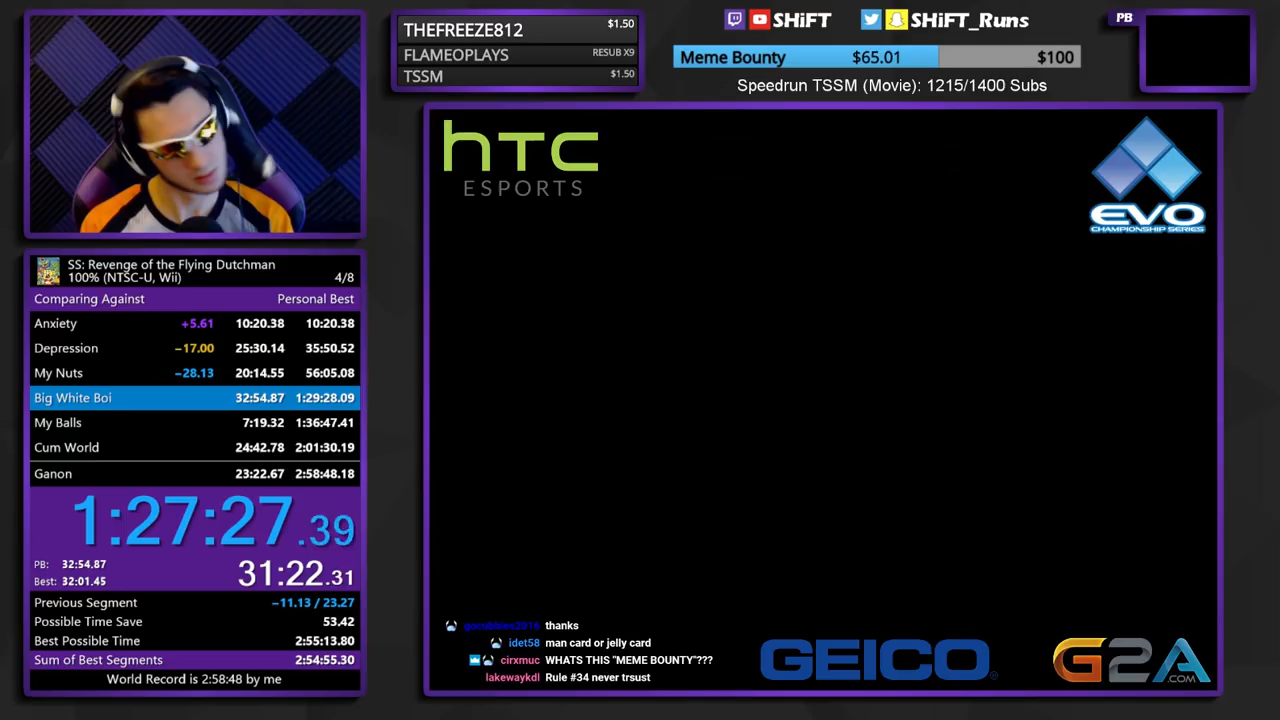 THEFREEZE812 $1.50
FLAMEOPLAYS RESUB X9
TSSM $1.50
SHiFT SHiFT_Runs
Meme Bounty $65.01 $100
Speedrun TSSM (Movie): 1215/1400 Subs
PB
hTC
ESPORTS
EVO
CHAMPIONSHIP SERIES
SS: Revenge of the Flying Dutchman
100% (NTSC-U, Wii) 4/8
Comparing Against Personal Best
Anxiety +5.61 10:20.38 10:20.38
Depression −17.00 25:30.14 35:50.52
My Nuts −28.13 20:14.55 56:05.08
Big White Boi 32:54.87 1:29:28.09
My Balls 7:19.32 1:36:47.41
Cum World 24:42.78 2:01:30.19
Ganon 23:22.67 2:58:48.18
1:27:27.39
PB: 32:54.87
Best: 32:01.45
31:22.31
Previous Segment −11.13 / 23.27
Possible Time Save 53.42
Best Possible Time 2:55:13.80
Sum of Best Segments 2:54:55.30
World Record is 2:58:48 by me
thanks
idet58 man card or jelly card
cirxmuc WHATS THIS "MEME BOUNTY"???
lakewaykdl Rule #34 never trsust
GEICO
G2A
.COM